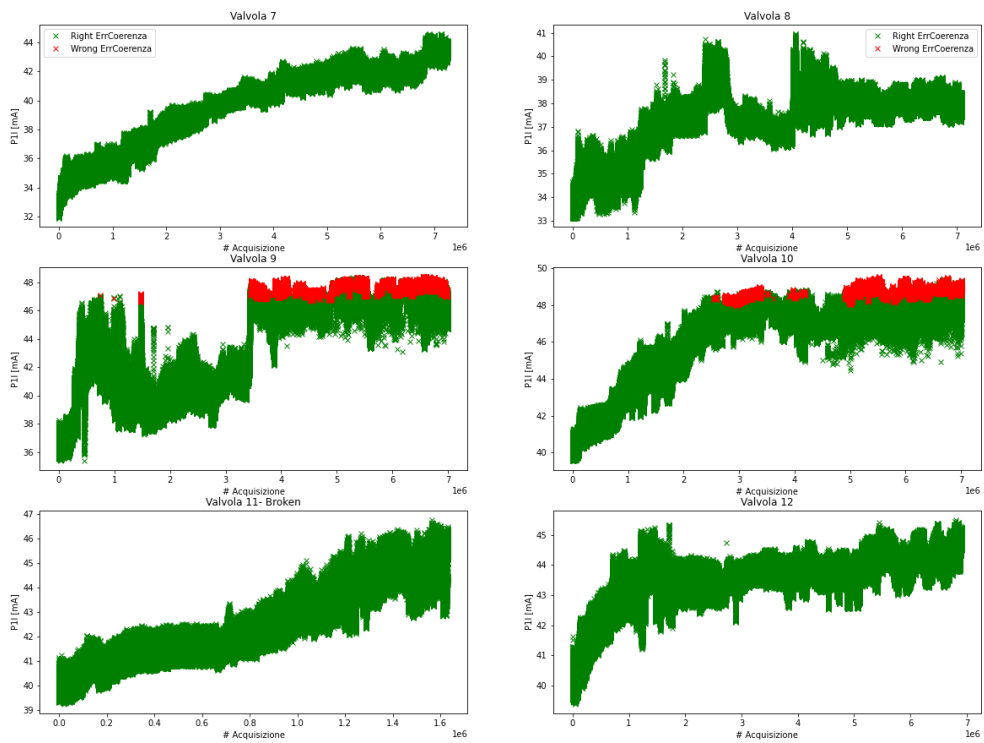 Valvola 7
P1I [mA]
44
42
40
38
36
34
32
Right ErrCoerenza
Wrong ErrCoerenza
0 1 2 3 4 5 6 7
1e6
# Acquisizione
Valvola 8
P1I [mA]
41
40
39
38
37
36
35
34
33
Right ErrCoerenza
Wrong ErrCoerenza
0 1 2 3 4 5 6 7
1e6
# Acquisizione
Valvola 9
P1I [mA]
48
46
44
42
40
38
36
0 1 2 3 4 5 6 7
1e6
# Acquisizione
Valvola 10
P1I [mA]
50
48
46
44
42
40
0 1 2 3 4 5 6 7
1e6
# Acquisizione
Valvola 11- Broken
P1I [mA]
47
46
45
44
43
42
41
40
39
0.0 0.2 0.4 0.6 0.8 1.0 1.2 1.4 1.6
1e6
# Acquisizione
Valvola 12
P1I [mA]
45
44
43
42
41
40
0 1 2 3 4 5 6 7
1e6
# Acquisizione